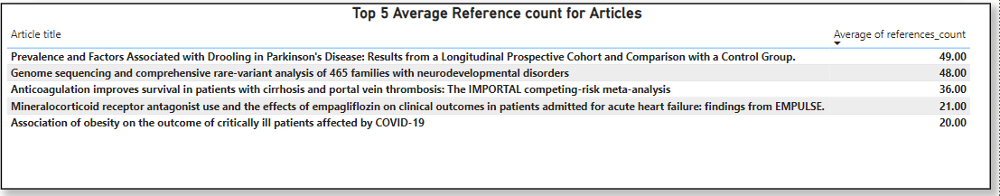 Top 5 Average Reference count for Articles
Article title Average of references_count
Prevalence and Factors Associated with Drooling in Parkinson's Disease: Results from a Longitudinal Prospective Cohort and Comparison with a Control Group. 49.00
Genome sequencing and comprehensive rare-variant analysis of 465 families with neurodevelopmental disorders 48.00
Anticoagulation improves survival in patients with cirrhosis and portal vein thrombosis: The IMPORTAL competing-risk meta-analysis 36.00
Mineralocorticoid receptor antagonist use and the effects of empagliflozin on clinical outcomes in patients admitted for acute heart failure: findings from EMPULSE. 21.00
Association of obesity on the outcome of critically ill patients affected by COVID-19 20.00